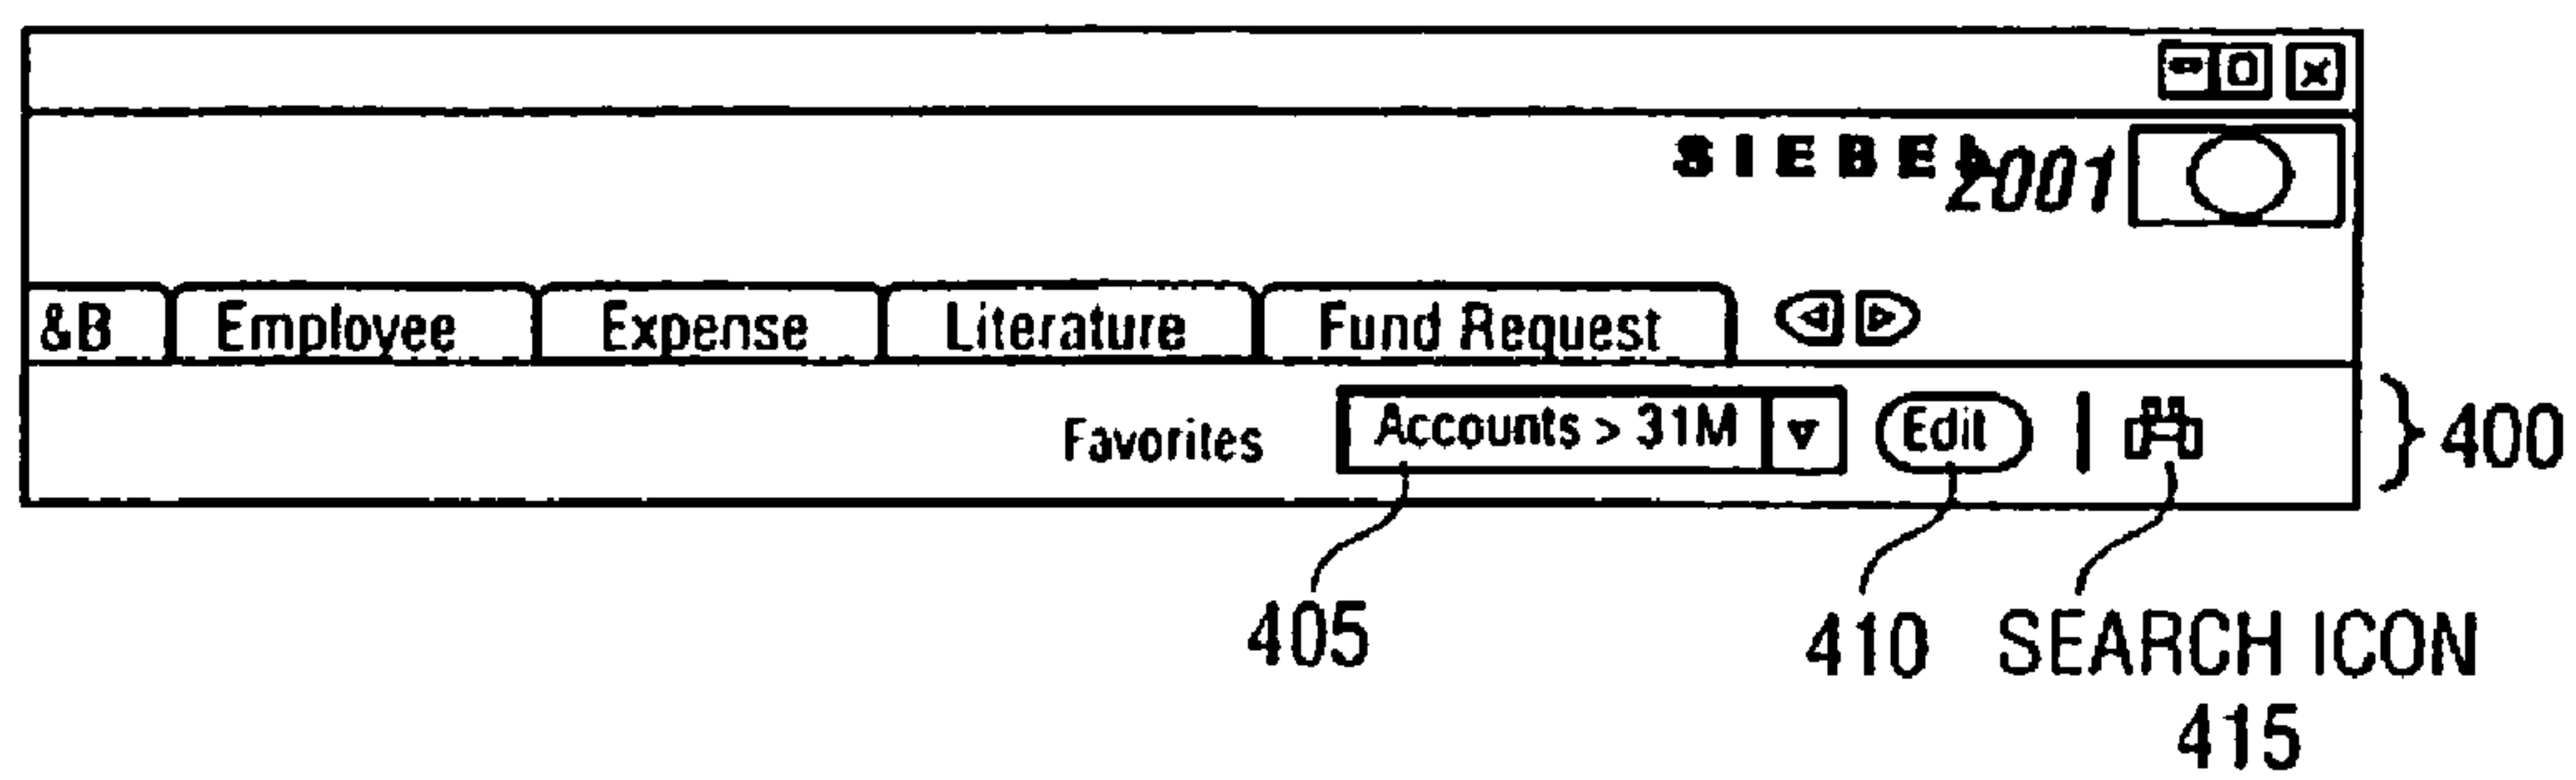 SIEBEL 2001
&B Employee Expense Literature Fund Request
Favorites Accounts > 31M Edit 400
405 410 SEARCH ICON
415